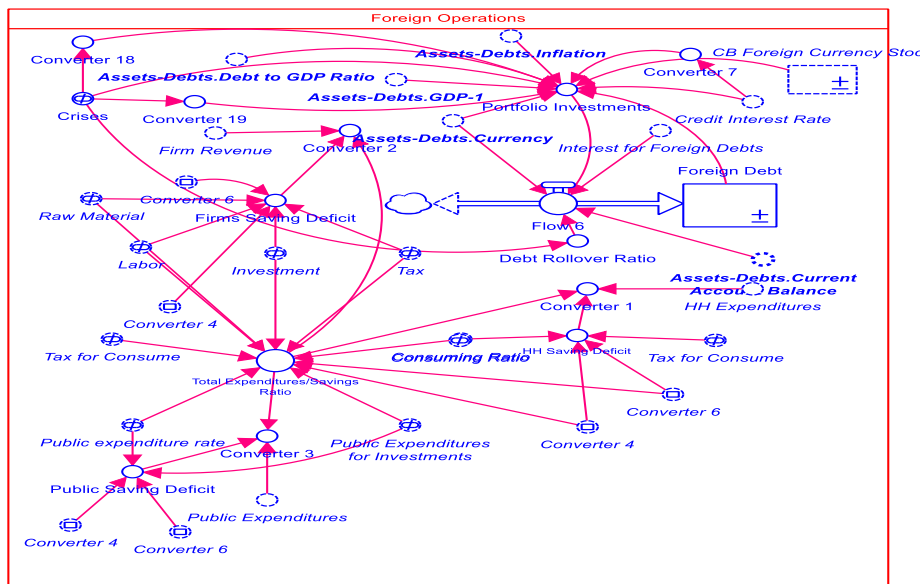 Foreign Operations
Assets-Debts.Inflation
CB Foreign Currency Stoc
Converter 18
Converter 7
Assets-Debts.Debt to GDP Ratio
Assets-Debts.GDP-1
Portfolio Investments
Crises
Converter 19
Credit Interest Rate
Firm Revenue
Assets-Debts.Currency
Converter 2
Interest for Foreign Debts
Foreign Debt
Converter 6
Raw Material
Firms Saving Deficit
Flow 6
Labor
Investment
Tax
Debt Rollover Ratio
Assets-Debts.Current
Account Balance
Converter 1
HH Expenditures
Converter 4
Tax for Consume
Consuming Ratio
HH Saving Deficit
Tax for Consume
Total Expenditures/Savings
Ratio
Converter 6
Public expenditure rate
Converter 3
Public Expenditures
for Investments
Converter 4
Public Saving Deficit
Public Expenditures
Converter 4
Converter 6